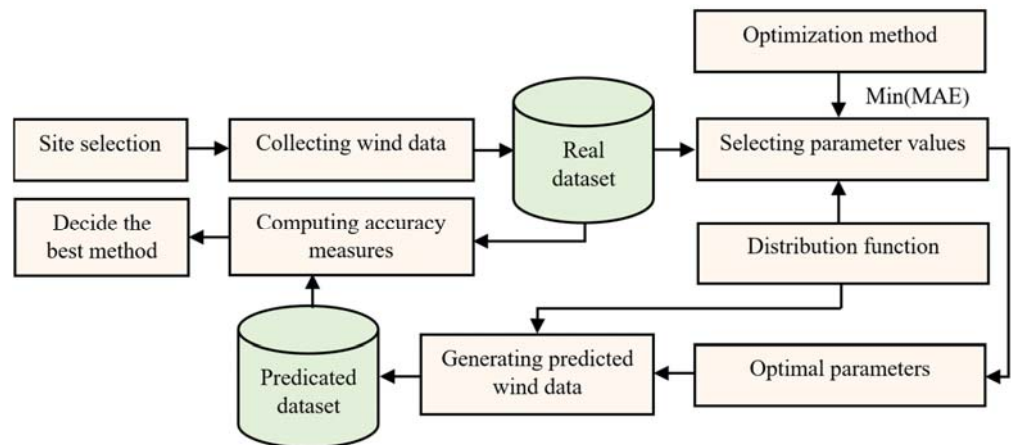 Optimization method
Min(MAE)
Site selection
Collecting wind data
Real
dataset
Selecting parameter values
Decide the
best method
Computing accuracy
measures
Distribution function
Predicated
dataset
Generating predicted
wind data
Optimal parameters